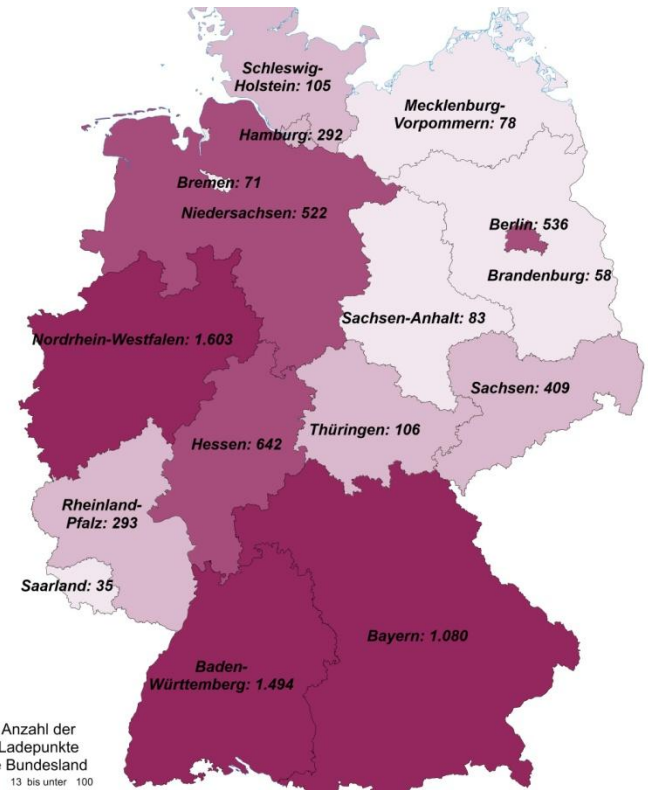 Schleswig-
Holstein: 105
Mecklenburg-
Vorpommern: 78
Hamburg: 292
Bremen: 71
Niedersachsen: 522
Berlin: 536
Brandenburg: 58
Sachsen-Anhalt: 83
Nordrhein-Westfalen: 1.603
Sachsen: 409
Thüringen: 106
Hessen: 642
Rheinland-
Pfalz: 293
Saarland: 35
Bayern: 1.080
Baden-
Württemberg: 1.494
Anzahl der
Ladepunkte
e Bundesland
13 bis unter 100